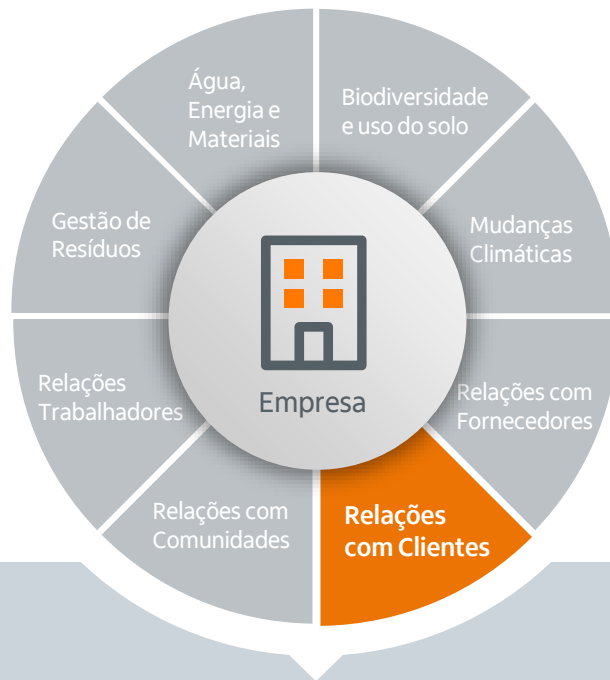 Água,
Energia e
Materiais
Biodiversidade
e uso do solo
Gestão de
Resíduos
Mudanças
Climáticas
Relações
Trabalhadores
Empresa
Relações com
Fornecedores
Relações com
Comunidades
Relações
com Clientes